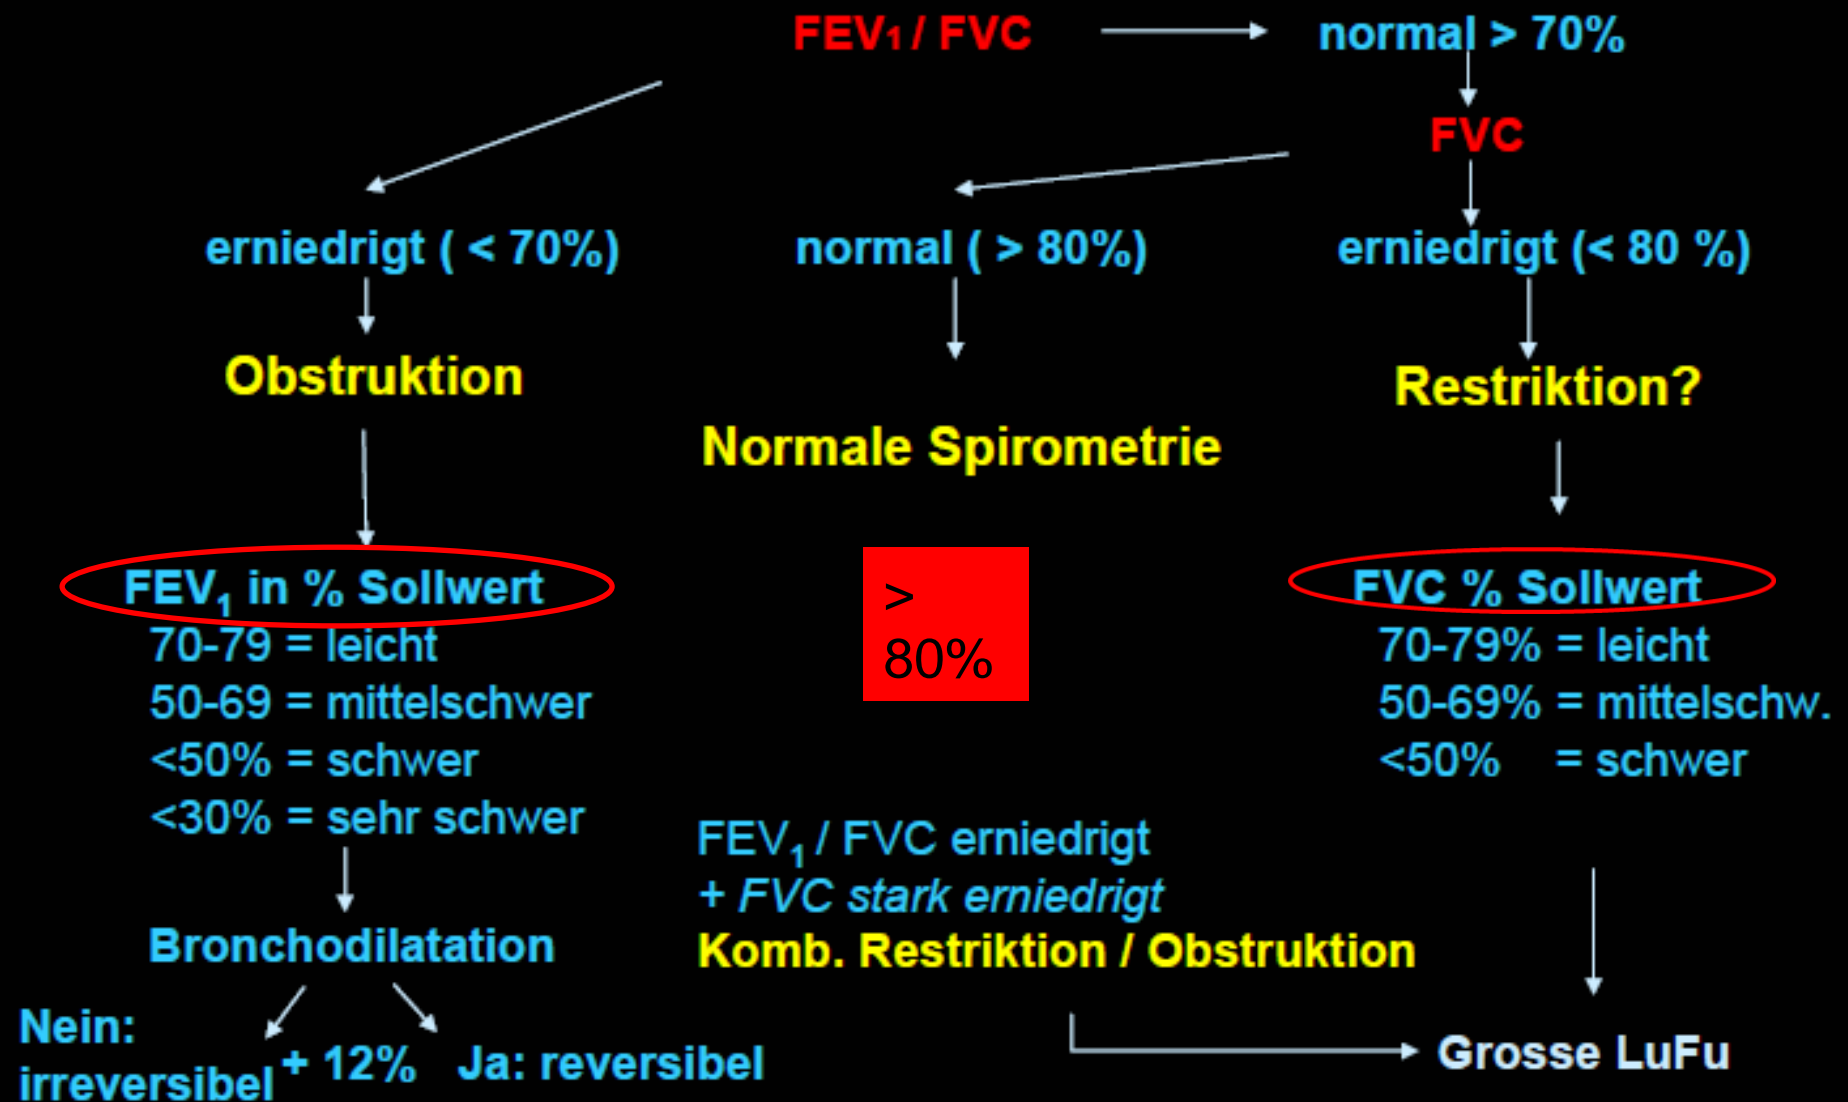 FEV1 / FVC
normal > 70%
FVC
erniedrigt ( < 70%)
normal ( > 80%)
erniedrigt (< 80 %)
Obstruktion
Restriktion?
Normale Spirometrie
FEV1 in % Sollwert
70-79 = leicht
50-69 = mittelschwer
<50% = schwer
<30% = sehr schwer
>
80%
FVC % Sollwert
70-79% = leicht
50-69% = mittelschw.
<50% = schwer
FEV1 / FVC erniedrigt
+ FVC stark erniedrigt
Komb. Restriktion / Obstruktion
Bronchodilatation
Nein:
irreversibel
+ 12%
Ja: reversibel
Grosse LuFu